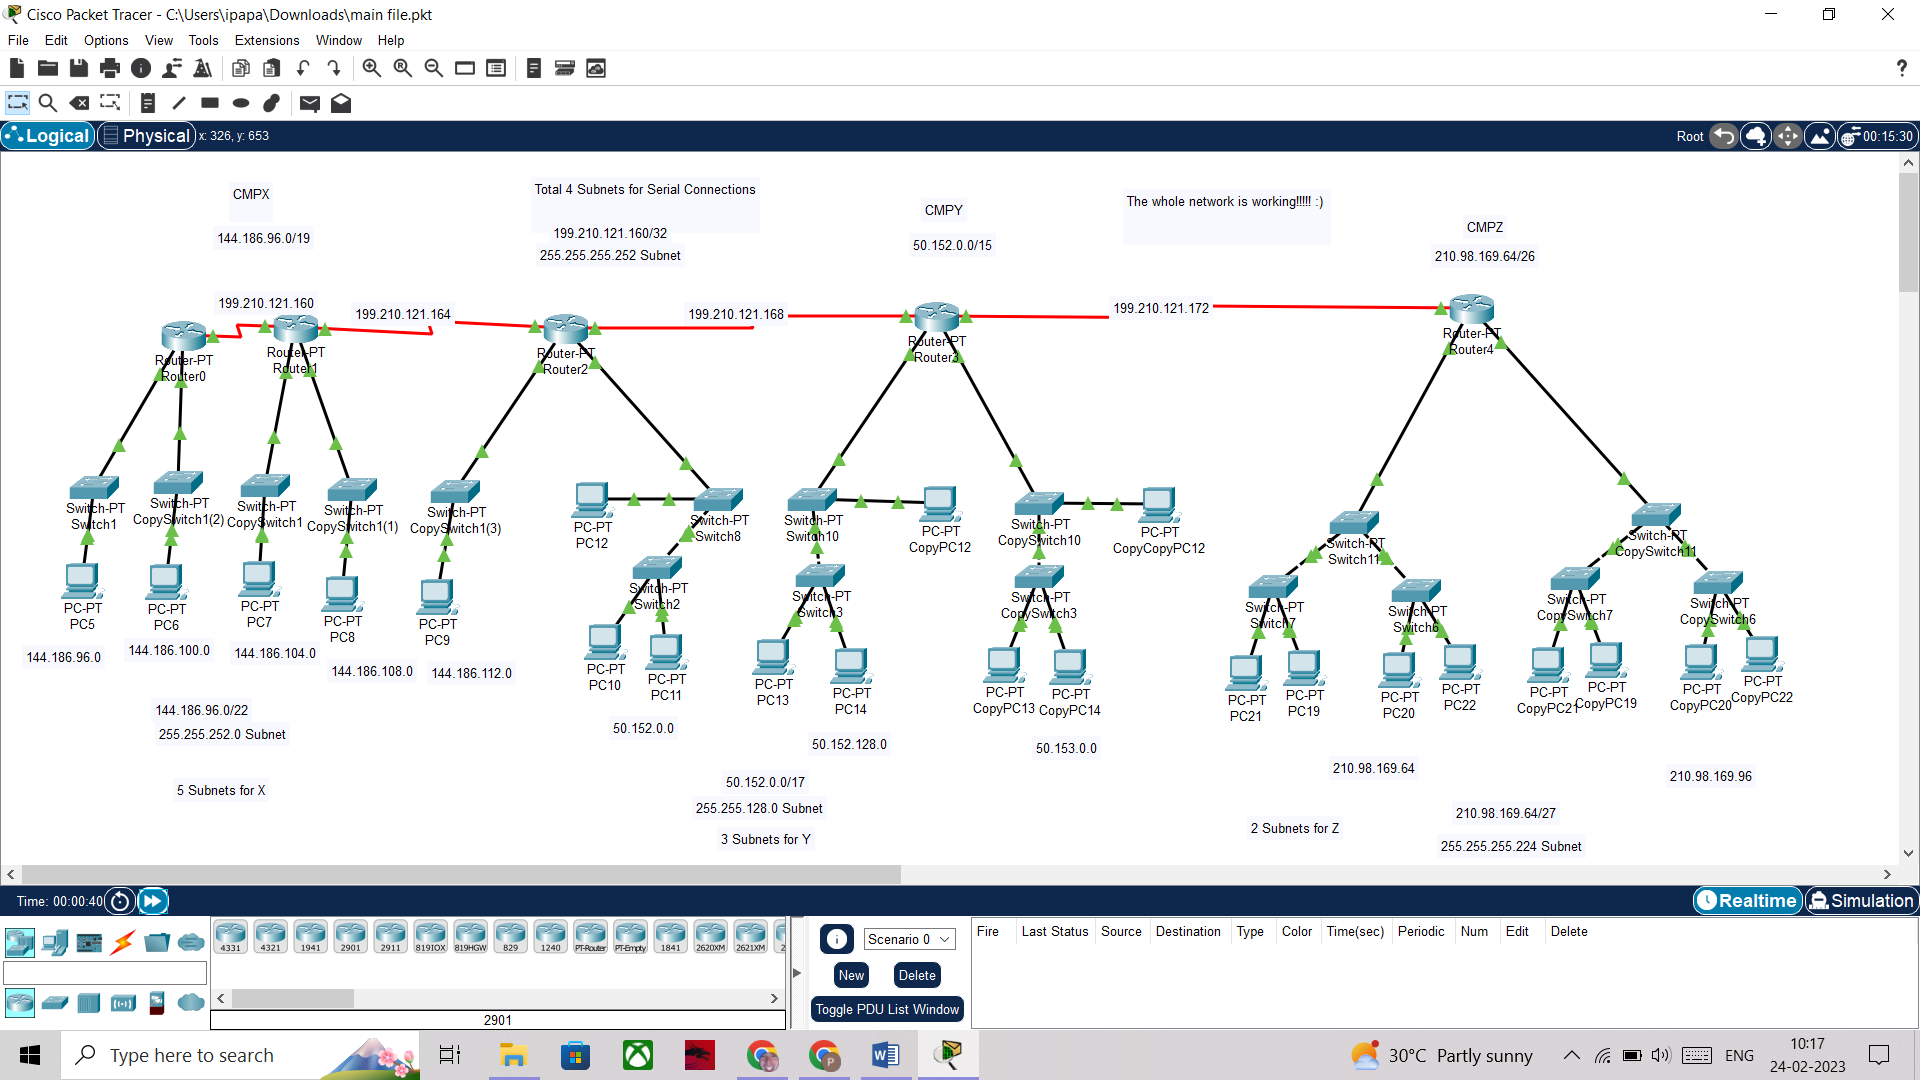 Cisco Packet Tracer - C:\Users\ipapa\Downloads\main file.pkt
File Edit Options View Tools Extensions Window Help
?
Logical Physical x: 326, y: 653 Root 00:15:30
CMPX
144.186.96.0/19
Total 4 Subnets for Serial Connections
199.210.121.160/32
255.255.255.252 Subnet
CMPY
50.152.0.0/15
The whole network is working!!!!! :)
CMPZ
210.98.169.64/26
199.210.121.160
199.210.121.164
199.210.121.168
199.210.121.172
Router-PT
Router0
Router-PT
Router1
Router-PT
Router2
Router-PT
Router3
Router-PT
Router4
Switch-PT
Switch1
Switch-PT
CopySwitch1(2)
Switch-PT
CopySwitch1
Switch-PT
CopySwitch1(1)
Switch-PT
CopySwitch1(3)
PC-PT
PC12
Switch-PT
Switch8
Switch-PT
Switch10
PC-PT
CopyPC12
Switch-PT
CopySwitch10
PC-PT
CopyCopyPC12
Switch-PT
Switch11
Switch-PT
CopySwitch11
PC-PT
PC5
PC-PT
PC6
PC-PT
PC7
PC-PT
PC8
PC-PT
PC9
Switch-PT
Switch2
Switch-PT
Switch3
Switch-PT
CopySwitch3
Switch-PT
Switch7
Switch-PT
Switch6
Switch-PT
CopySwitch7
Switch-PT
CopySwitch6
PC-PT
PC10
PC-PT
PC11
PC-PT
PC13
PC-PT
PC14
PC-PT
CopyPC13
PC-PT
CopyPC14
PC-PT
PC21
PC-PT
PC19
PC-PT
PC20
PC-PT
PC22
PC-PT
CopyPC21
PC-PT
CopyPC19
PC-PT
CopyPC20
PC-PT
CopyPC22
144.186.96.0
144.186.100.0
144.186.104.0
144.186.108.0
144.186.112.0
144.186.96.0/22
255.255.252.0 Subnet
5 Subnets for X
50.152.0.0
50.152.128.0
50.153.0.0
50.152.0.0/17
255.255.128.0 Subnet
3 Subnets for Y
210.98.169.64
210.98.169.96
210.98.169.64/27
2 Subnets for Z
255.255.255.224 Subnet
Time: 00:00:40 Realtime Simulation
4331 4321 1941 2901 2911 819IOX 819HGW 829 1240 PT-Router PT-Empty 1841 2620XM 2621XM
2901
Scenario 0
New Delete
Toggle PDU List Window
Fire Last Status Source Destination Type Color Time(sec) Periodic Num Edit Delete
Type here to search
P
30°C Partly sunny
ENG
10:17
24-02-2023